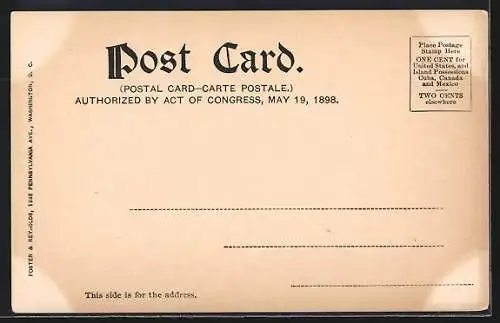 Post Card.
(POSTAL CARD—CARTE POSTALE.)
AUTHORIZED BY ACT OF CONGRESS, MAY 19, 1898.
Place Postage
Stamp Here
ONE CENT for
United States, and
Island Possessions
Cuba, Canada
and Mexico
TWO CENTS
elsewhere
FOSTER & REYNOLDS, PENNSYLVANIA AVE., WASHINGTON, D. C.
This side is for the address.